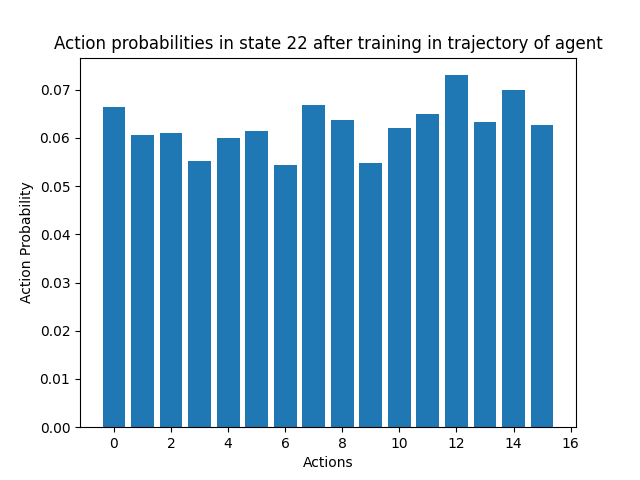 Action probabilities in state 22 after training in trajectory of agent
0.07
0.06
0.05
0.04
0.03
0.02
0.01
0.00
Action Probability
0 2 4 6 8 10 12 14 16
Actions